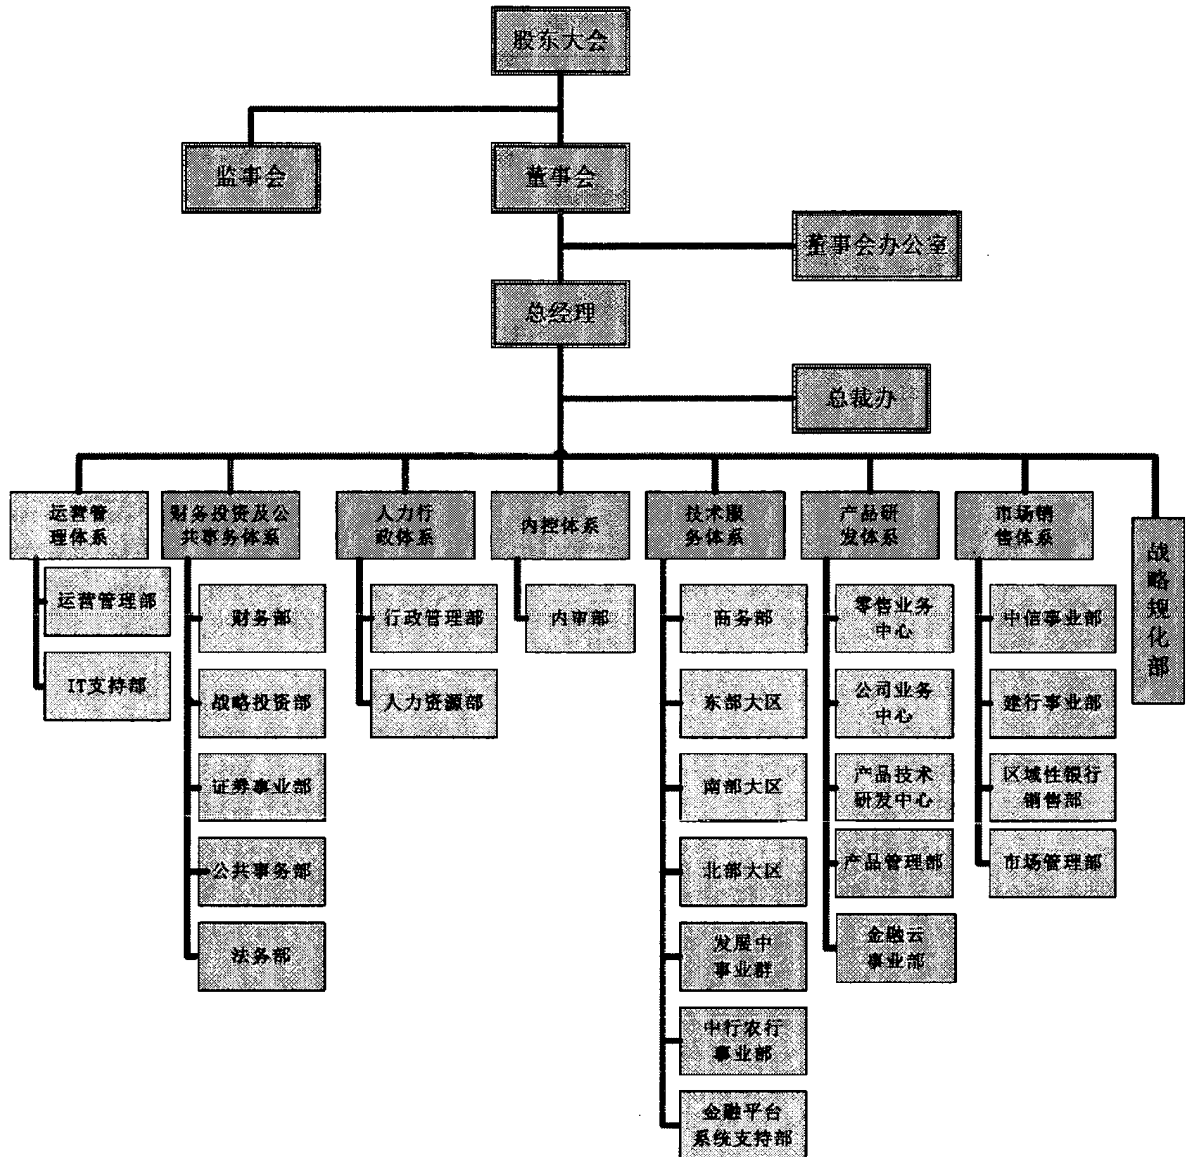 股东大会
监事会
董事会
董事会办公室
总经理
总裁办
运营管
理体系
财务投资及公
共事务体系
人力行
政体系
内控体系
技术服
务体系
产品研
发体系
市场销
售体系
战
略
规
化
部
运营管理部
IT支持部
财务部
战略投资部
证券事业部
公共事务部
法务部
行政管理部
人力资源部
内审部
商务部
东部大区
南部大区
北部大区
发展中
事业群
中行农行
事业部
金融平台
系统支持部
零售业务
中心
公司业务
中心
产品技术
研发中心
产品管理部
金融云
事业部
中信事业部
建行事业部
区域性银行
销售部
市场管理部